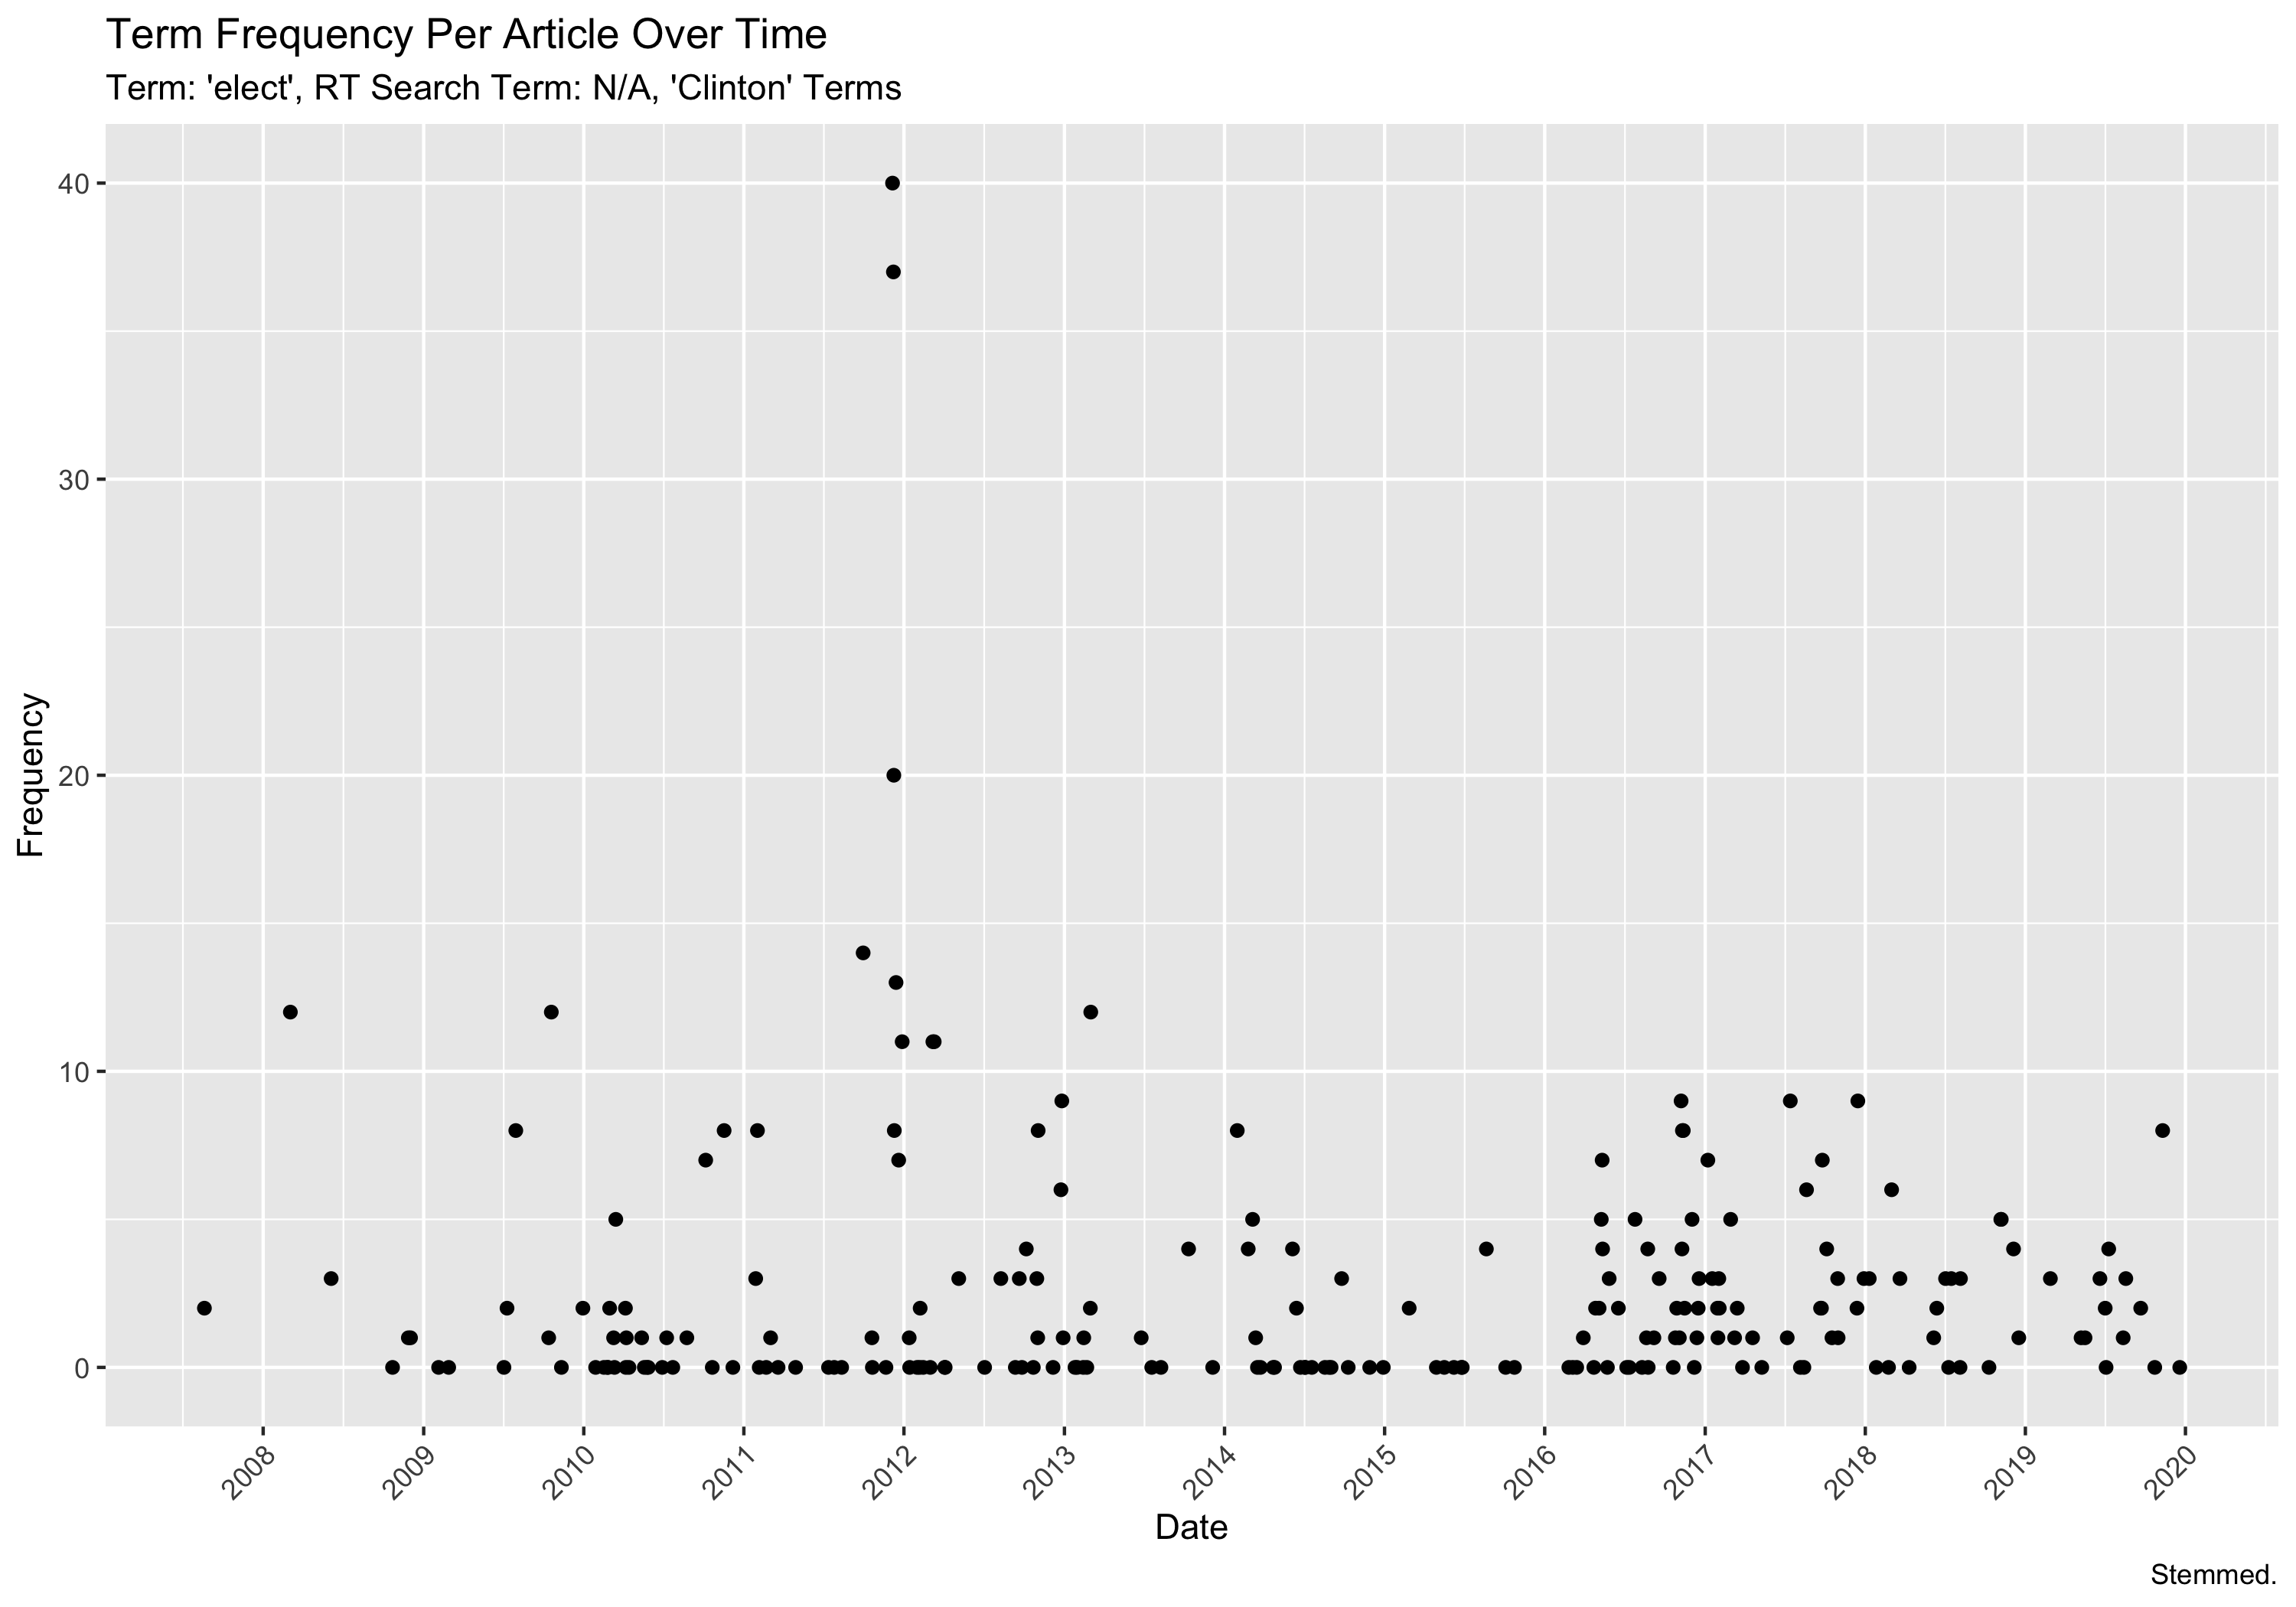 Term Frequency Per Article Over Time
Term: 'elect', RT Search Term: N/A, 'Clinton' Terms
Frequency
40
30
20
10
0
2008 2009 2010 2011 2012 2013 2014 2015 2016 2017 2018 2019 2020
Date
Stemmed.